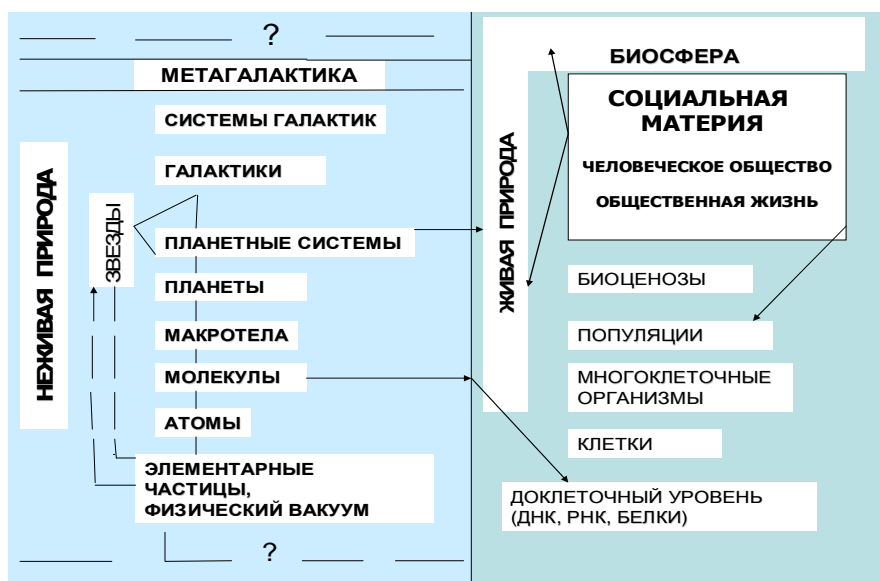 ?
МЕТАГАЛАКТИКА
СИСТЕМЫ ГАЛАКТИК
ГАЛАКТИКИ
НЕЖИВАЯ ПРИРОДА
ЗВЕЗДЫ
ПЛАНЕТНЫЕ СИСТЕМЫ
ПЛАНЕТЫ
МАКРОТЕЛА
МОЛЕКУЛЫ
АТОМЫ
ЭЛЕМЕНТАРНЫЕ
ЧАСТИЦЫ,
ФИЗИЧЕСКИЙ ВАКУУМ
?
ЖИВАЯ ПРИРОДА
БИОСФЕРА
СОЦИАЛЬНАЯ
МАТЕРИЯ
ЧЕЛОВЕЧЕСКОЕ ОБЩЕСТВО
ОБЩЕСТВЕННАЯ ЖИЗНЬ
БИОЦЕНОЗЫ
ПОПУЛЯЦИИ
МНОГОКЛЕТОЧНЫЕ
ОРГАНИЗМЫ
КЛЕТКИ
ДОКЛЕТОЧНЫЙ УРОВЕНЬ
(ДНК, РНК, БЕЛКИ)